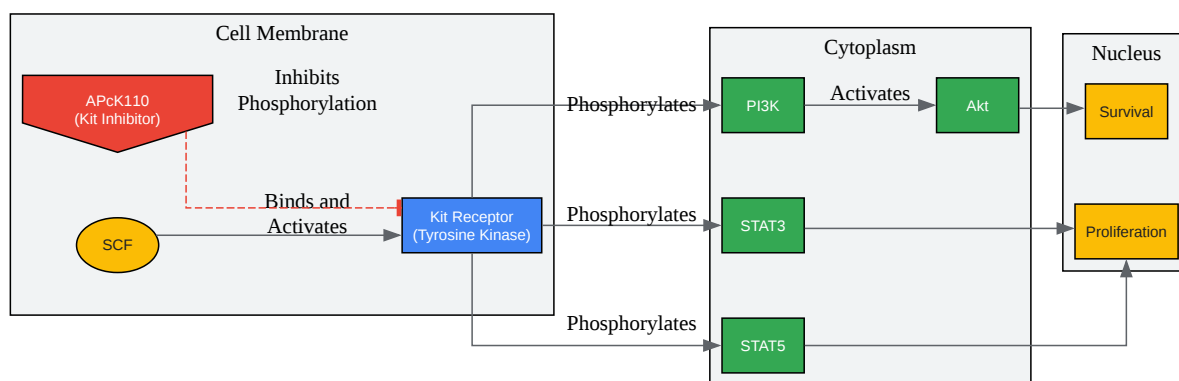 Cell Membrane
APcK110
(Kit Inhibitor)
Inhibits
Phosphorylation
Binds and
Activates
SCF
Kit Receptor
(Tyrosine Kinase)
Phosphorylates
Phosphorylates
Phosphorylates
Cytoplasm
PI3K
Activates
Akt
STAT3
STAT5
Nucleus
Survival
Proliferation